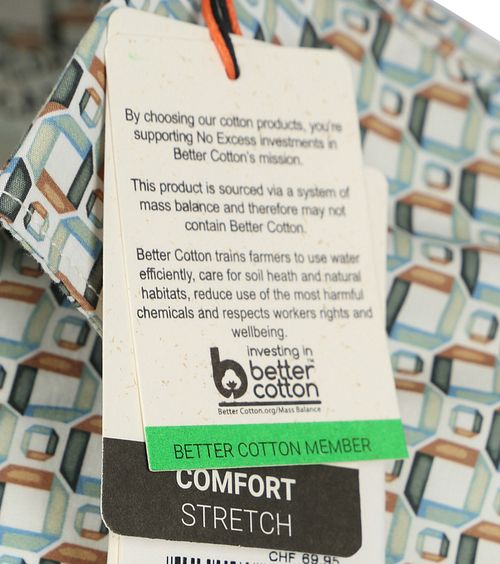 By choosing our cotton products, you're
supporting No Excess investments in
Better Cotton's mission.
This product is sourced via a system of
mass balance and therefore may not
contain Better Cotton.
Better Cotton trains farmers to use water
efficiently, care for soil heath and natural
habitats, reduce use of the most harmful
chemicals and respects workers rights and
wellbeing.
investing in
better
cotton
TM
BetterCotton.org/Mass Balance
BETTER COTTON MEMBER
COMFORT
STRETCH
CHF 69.95